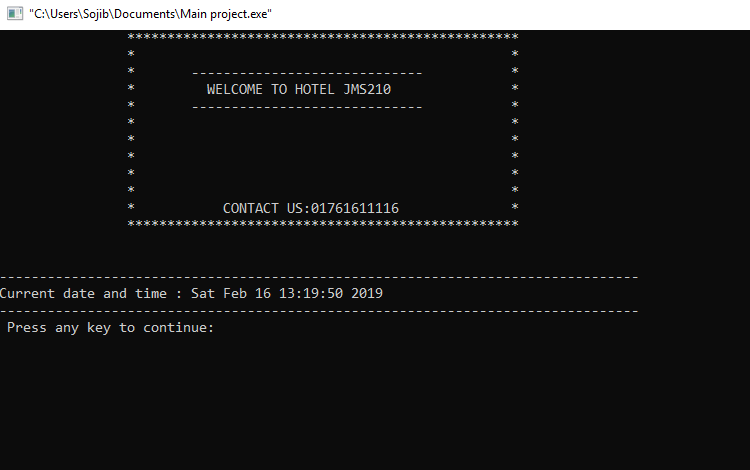 "C:\Users\Sojib\Documents\Main project.exe"
*************************************************
*                                               *
*       -----------------------------           *
*         WELCOME TO HOTEL JMS210               *
*       -----------------------------           *
*                                               *
*                                               *
*                                               *
*                                               *
*                                               *
*           CONTACT US:01761611116              *
*************************************************
--------------------------------------------------------------------------------
Current date and time : Sat Feb 16 13:19:50 2019
--------------------------------------------------------------------------------
Press any key to continue: